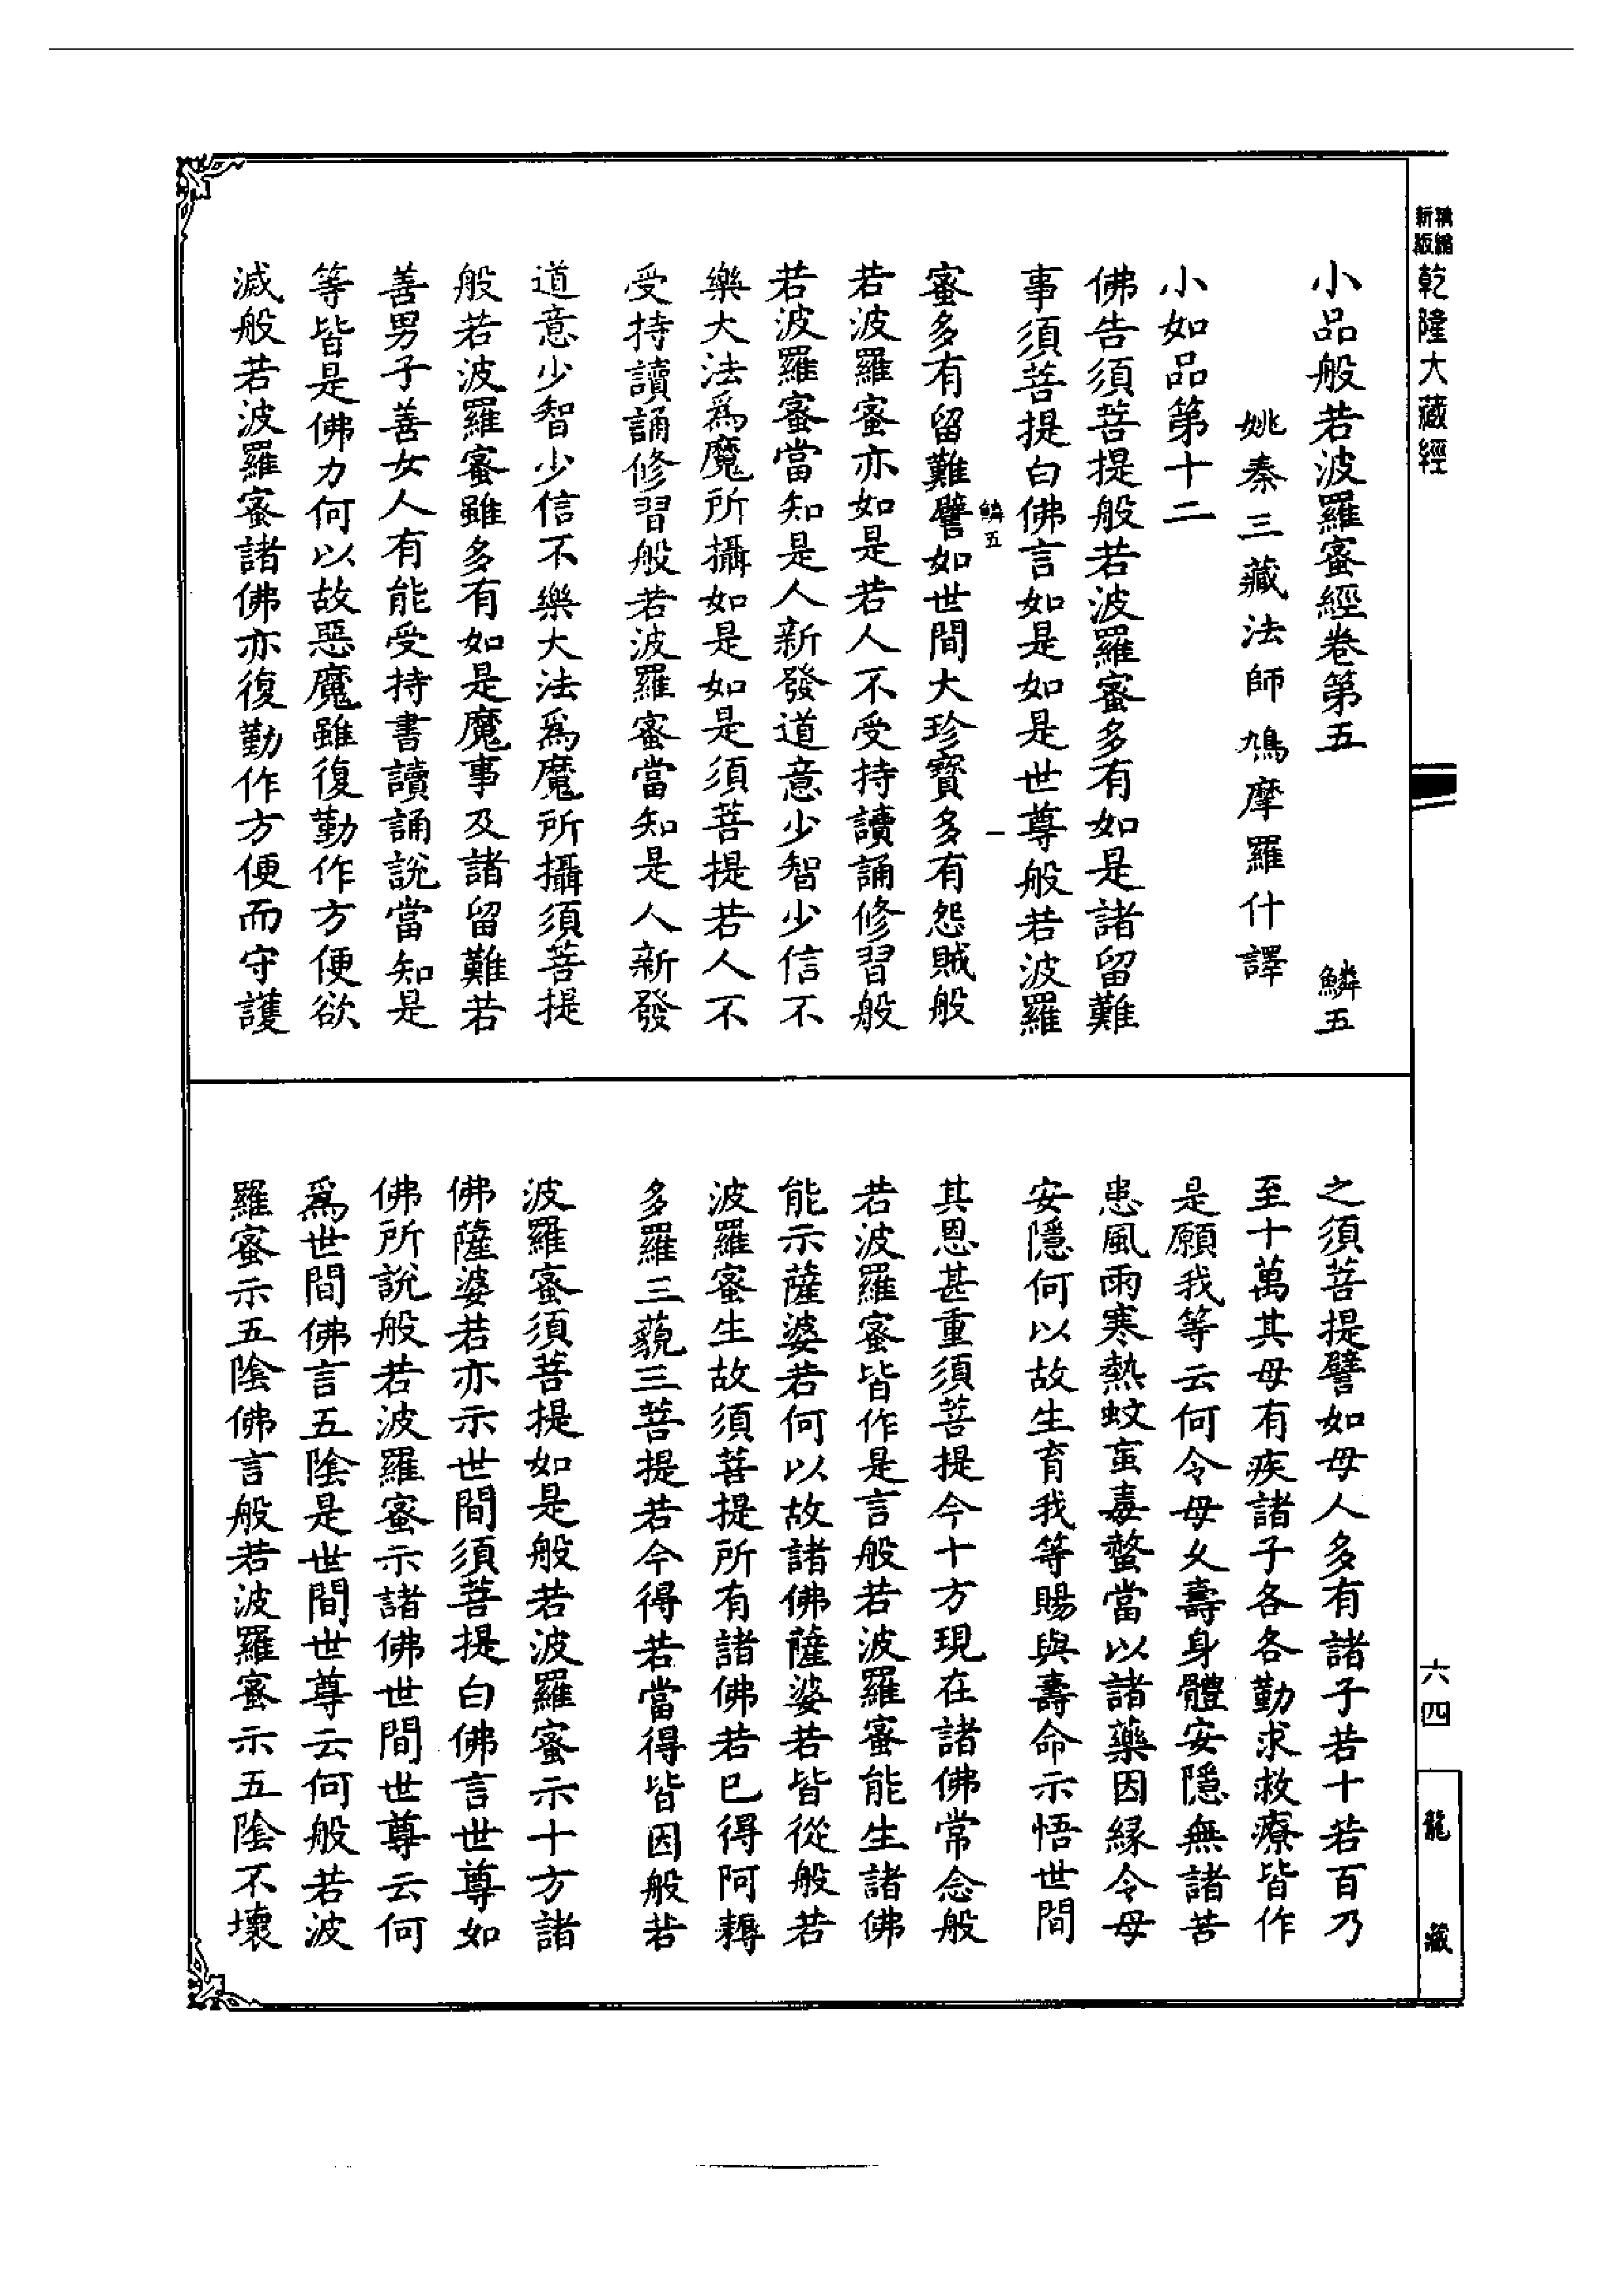 精縮
新版
乾隆大藏經
小品般若波羅蜜經卷第五 鱗五
姚秦三藏法師鳩摩羅什譯
小如品第十二
佛告須菩提般若波羅蜜多有如是諸留難
事須菩提白佛言如是如是世尊般若波羅
鱗五 一
蜜多有留難譬如世間大珍寶多有怨賊般
若波羅蜜亦如是若人不受持讀誦修習般
若波羅蜜當知是人新發道意少智少信不
樂大法爲魔所攝如是如是須菩提若人不
受持讀誦修習般若波羅蜜當知是人新發
道意少智少信不樂大法爲魔所攝須菩提
般若波羅蜜雖多有如是魔事及諸留難若
善男子善女人有能受持書讀誦說當知是
等皆是佛力何以故惡魔雖復勤作方便欲
滅般若波羅蜜諸佛亦復勤作方便而守護
之須菩提譬如母人多有諸子若十若百乃
至十萬其母有疾諸子各各勤求救療皆作
是願我等云何令母久壽身體安隱無諸苦
患風雨寒熱蚊䖟毒螫當以諸藥因緣令母
安隱何以故生育我等賜與壽命示悟世間
其恩甚重須菩提今十方現在諸佛常念般
若波羅蜜皆作是言般若波羅蜜能生諸佛
能示薩婆若何以故諸佛薩婆若皆從般若
波羅蜜生故須菩提所有諸佛若已得阿耨
多羅三藐三菩提若今得若當得皆因般若
波羅蜜須菩提如是般若波羅蜜示十方諸
佛薩婆若亦示世間須菩提白佛言世尊如
佛所說般若波羅蜜示諸佛世間世尊云何
爲世間佛言五陰是世間世尊云何般若波
羅蜜示五陰佛言般若波羅蜜示五陰不壞
六四
龍藏